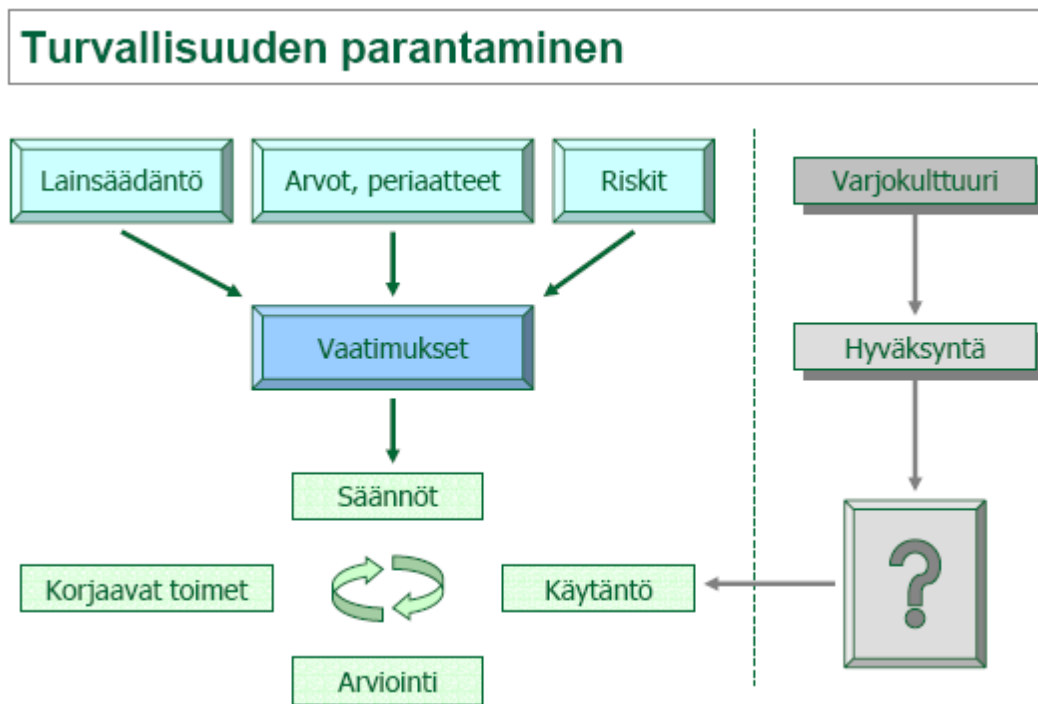 Turvallisuuden parantaminen
Lainsäädäntö
Arvot, periaatteet
Riskit
Varjokulttuuri
Vaatimukset
Hyväksyntä
Säännöt
Korjaavat toimet
Käytäntö
?
Arviointi